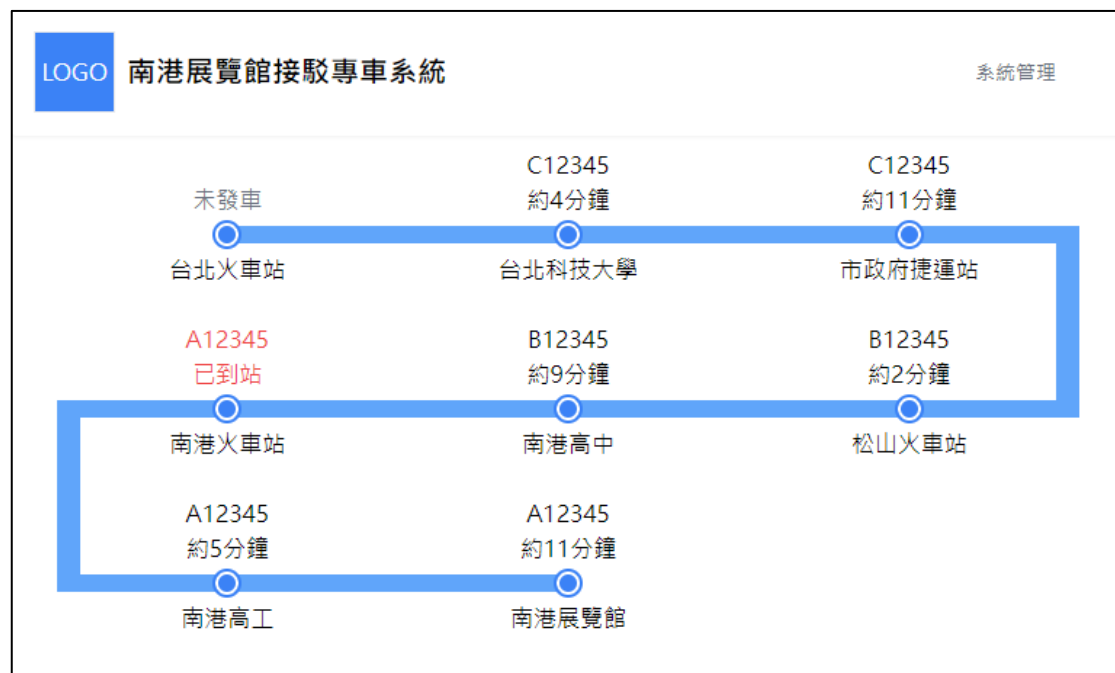 LOGO 南港展覽館接駁專車系統 系統管理
未發車
C12345
約4分鐘
C12345
約11分鐘
台北火車站
台北科技大學
市政府捷運站
A12345
已到站
B12345
約9分鐘
B12345
約2分鐘
南港火車站
南港高中
松山火車站
A12345
約5分鐘
A12345
約11分鐘
南港高工
南港展覽館